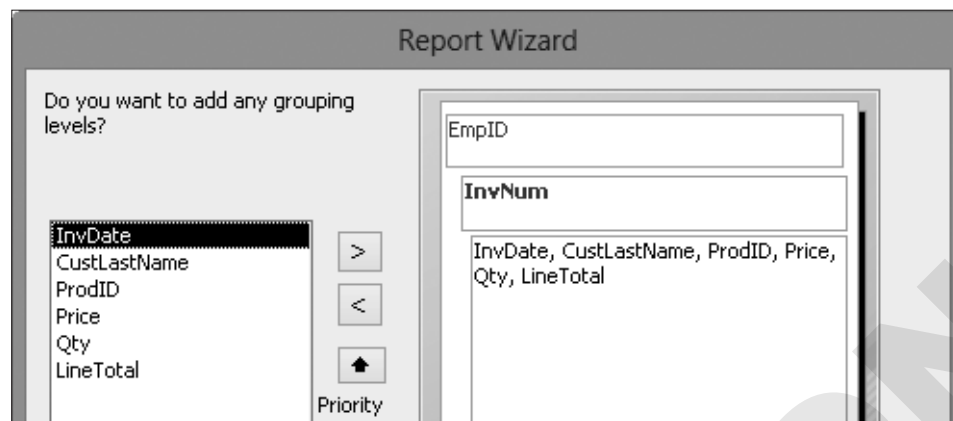 Report Wizard
Do you want to add any grouping
levels?
InvDate
CustLastName
ProdID
Price
Qty
LineTotal
>
<
Priority
EmpID
InvNum
InvDate, CustLastName, ProdID, Price,
Qty, LineTotal